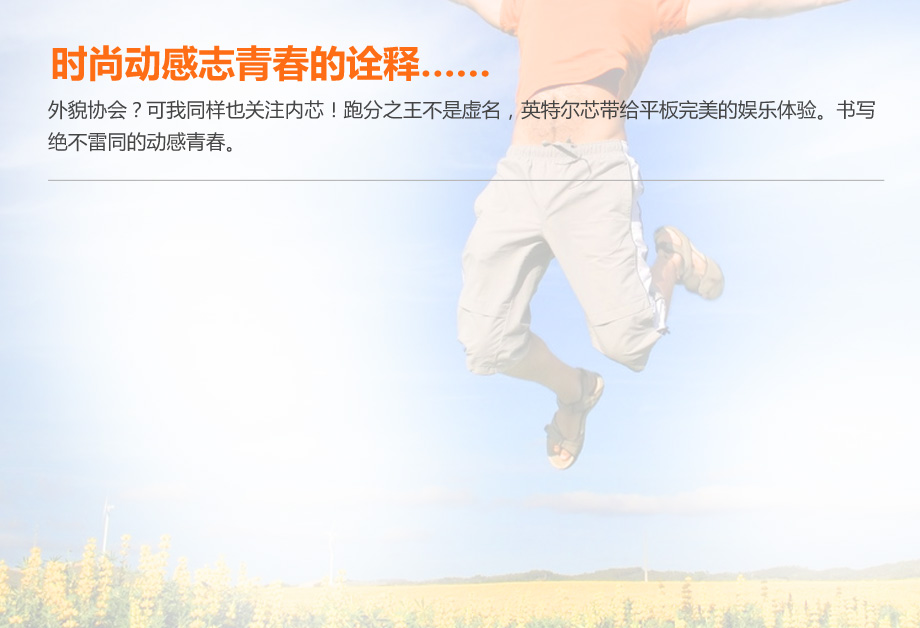 时尚动感志青春的诠释......
外貌协会？可我同样也关注内芯！跑分之王不是虚名，英特尔芯带给平板完美的娱乐体验。书写
绝不雷同的动感青春。